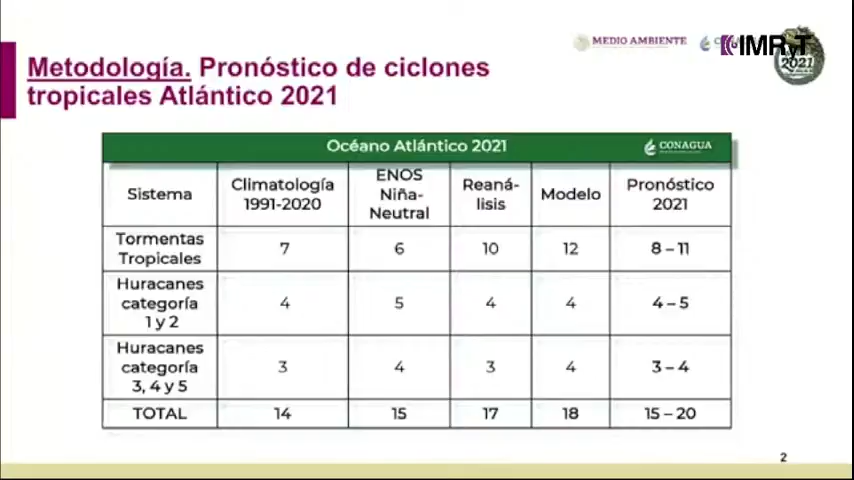 MEDIO AMBIENTE
IMRyT
2021
Metodología. Pronóstico de ciclones
tropicales Atlántico 2021
Océano Atlántico 2021
CONAGUA
Sistema
Climatología
1991-2020
ENOS
Niña-
Neutral
Reaná-
lisis
Modelo
Pronóstico
2021
Tormentas
Tropicales
7
6
10
12
8 – 11
Huracanes
categoría
1 y 2
4
5
4
4
4 – 5
Huracanes
categoría
3, 4 y 5
3
4
3
4
3 – 4
TOTAL
14
15
17
18
15 – 20
2